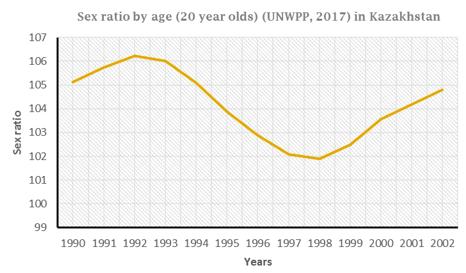 Sex ratio by age (20 year olds) (UNWPP, 2017) in Kazakhstan
107
106
105
104
103
102
101
100
99
Sex ratio
1990 1991 1992 1993 1994 1995 1996 1997 1998 1999 2000 2001 2002
Years